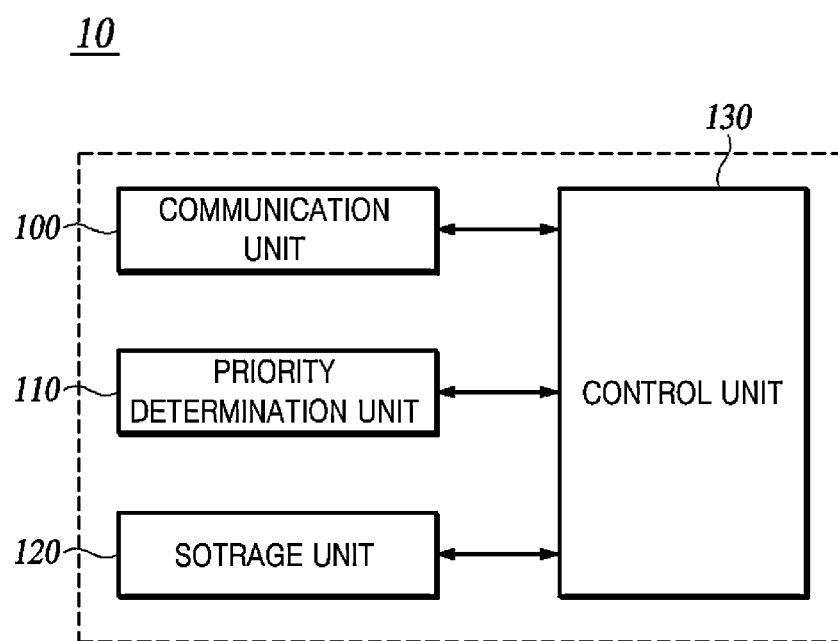 10
130
100
COMMUNICATION
UNIT
110
PRIORITY
DETERMINATION UNIT
CONTROL UNIT
120
SOTRAGE UNIT